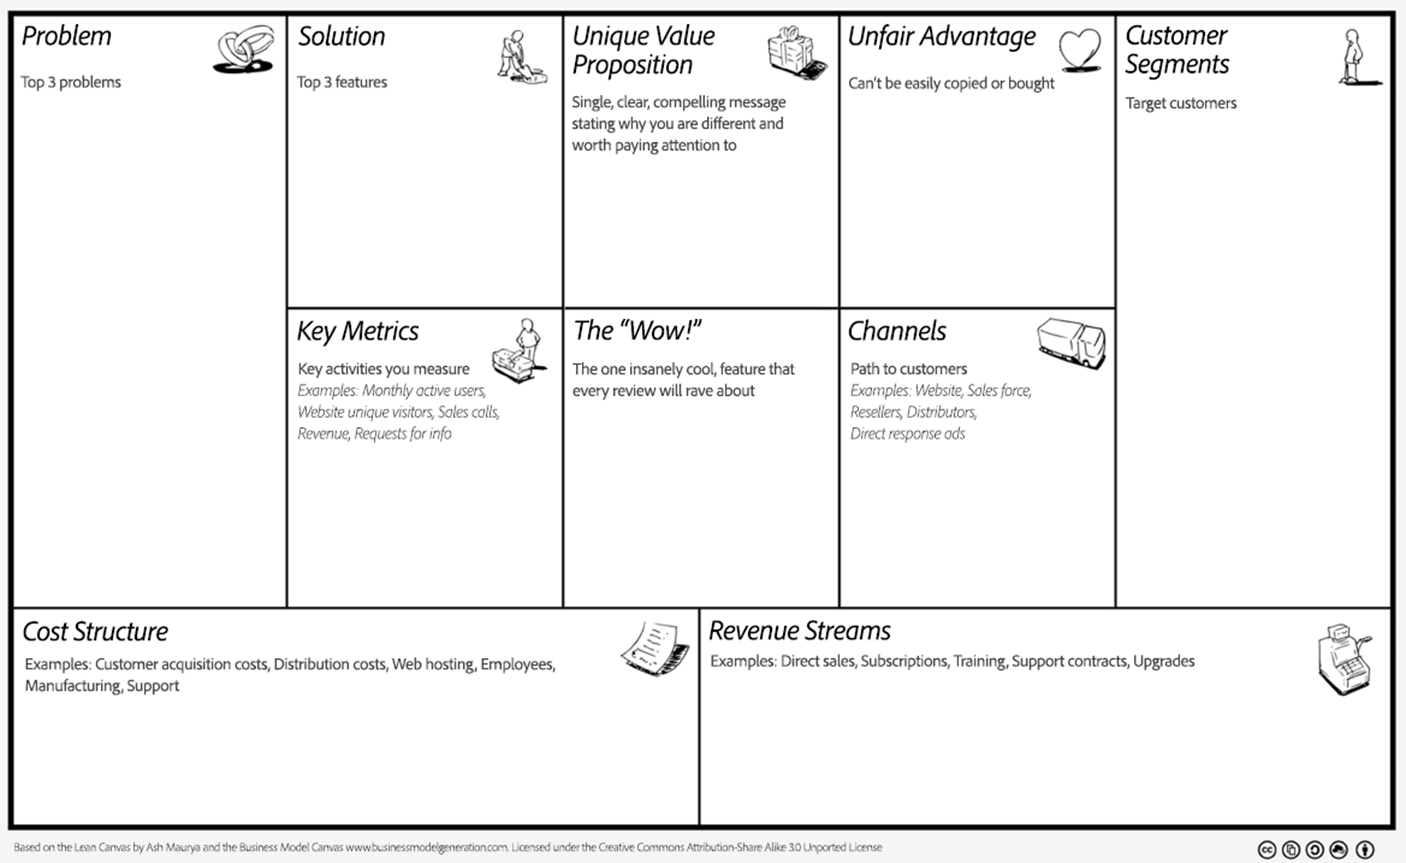 Problem
Top 3 problems
Solution
Top 3 features
Unique Value
Proposition
Single, clear, compelling message
stating why you are different and
worth paying attention to
Unfair Advantage
Can't be easily copied or bought
Customer
Segments
Target customers
Key Metrics
Key activities you measure
Examples: Monthly active users,
Website unique visitors, Sales calls,
Revenue, Requests for info
The "Wow!"
The one insanely cool, feature that
every review will rave about
Channels
Path to customers
Examples: Website, Sales force,
Resellers, Distributors,
Direct response ads
Cost Structure
Examples: Customer acquisition costs, Distribution costs, Web hosting, Employees,
Manufacturing, Support
Revenue Streams
Examples: Direct sales, Subscriptions, Training, Support contracts, Upgrades
Based on the Lean Canvas by Ash Maurya and the Business Model Canvas www.businessmodelgeneration.com. Licensed under the Creative Commons Attribution-Share Alike 3.0 Unported License
cc